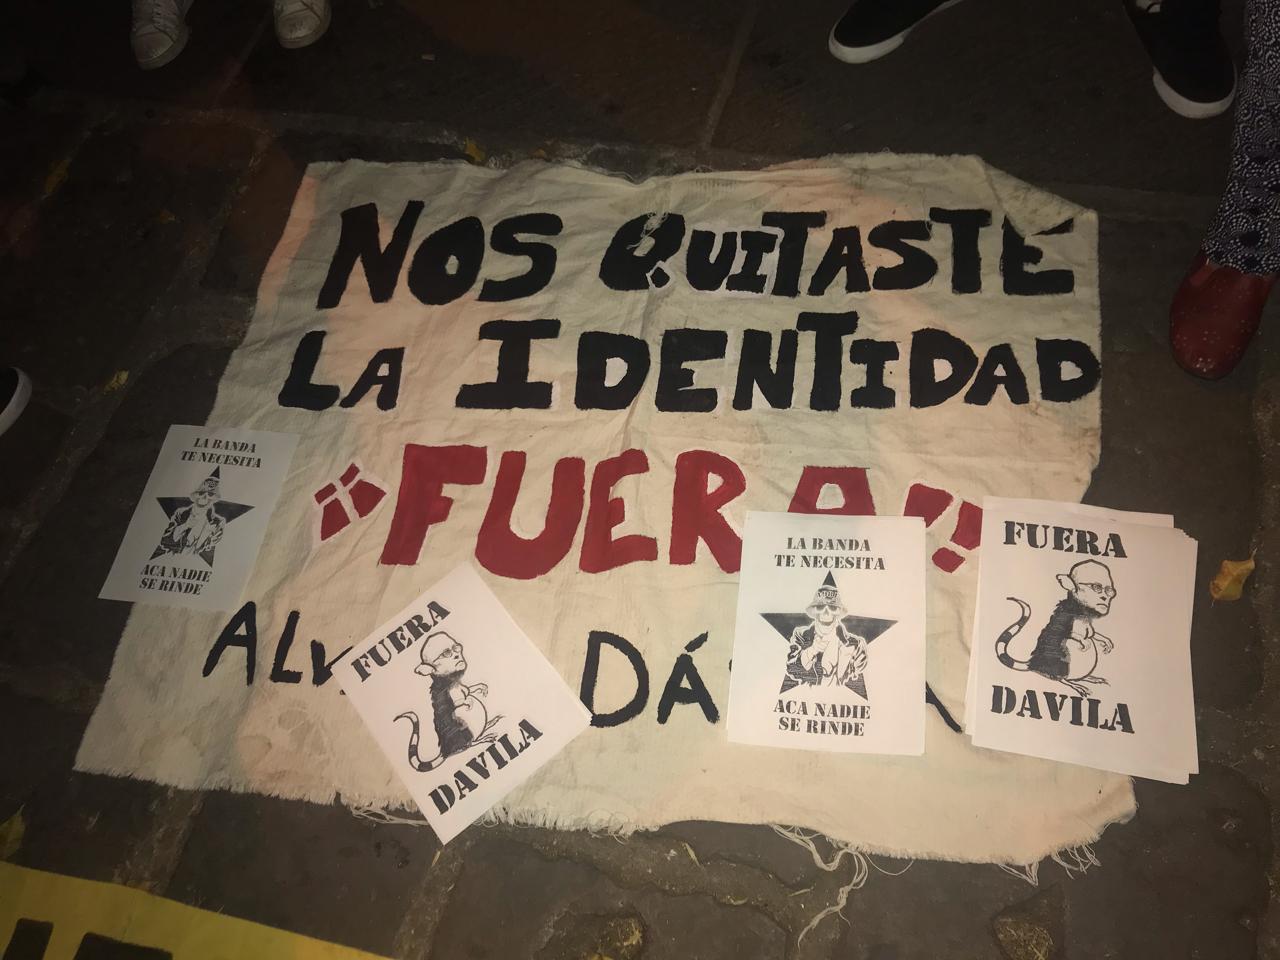 NOS QUITASTE
LA IDENTIDAD
¡¡FUERA!!
DÁ
LA BANDA
TE NECESITA
ACA NADIE
SE RINDE
FUERA
DAVILA
LA BANDA
TE NECESITA
ACA NADIE
SE RINDE
FUERA
DAVILA